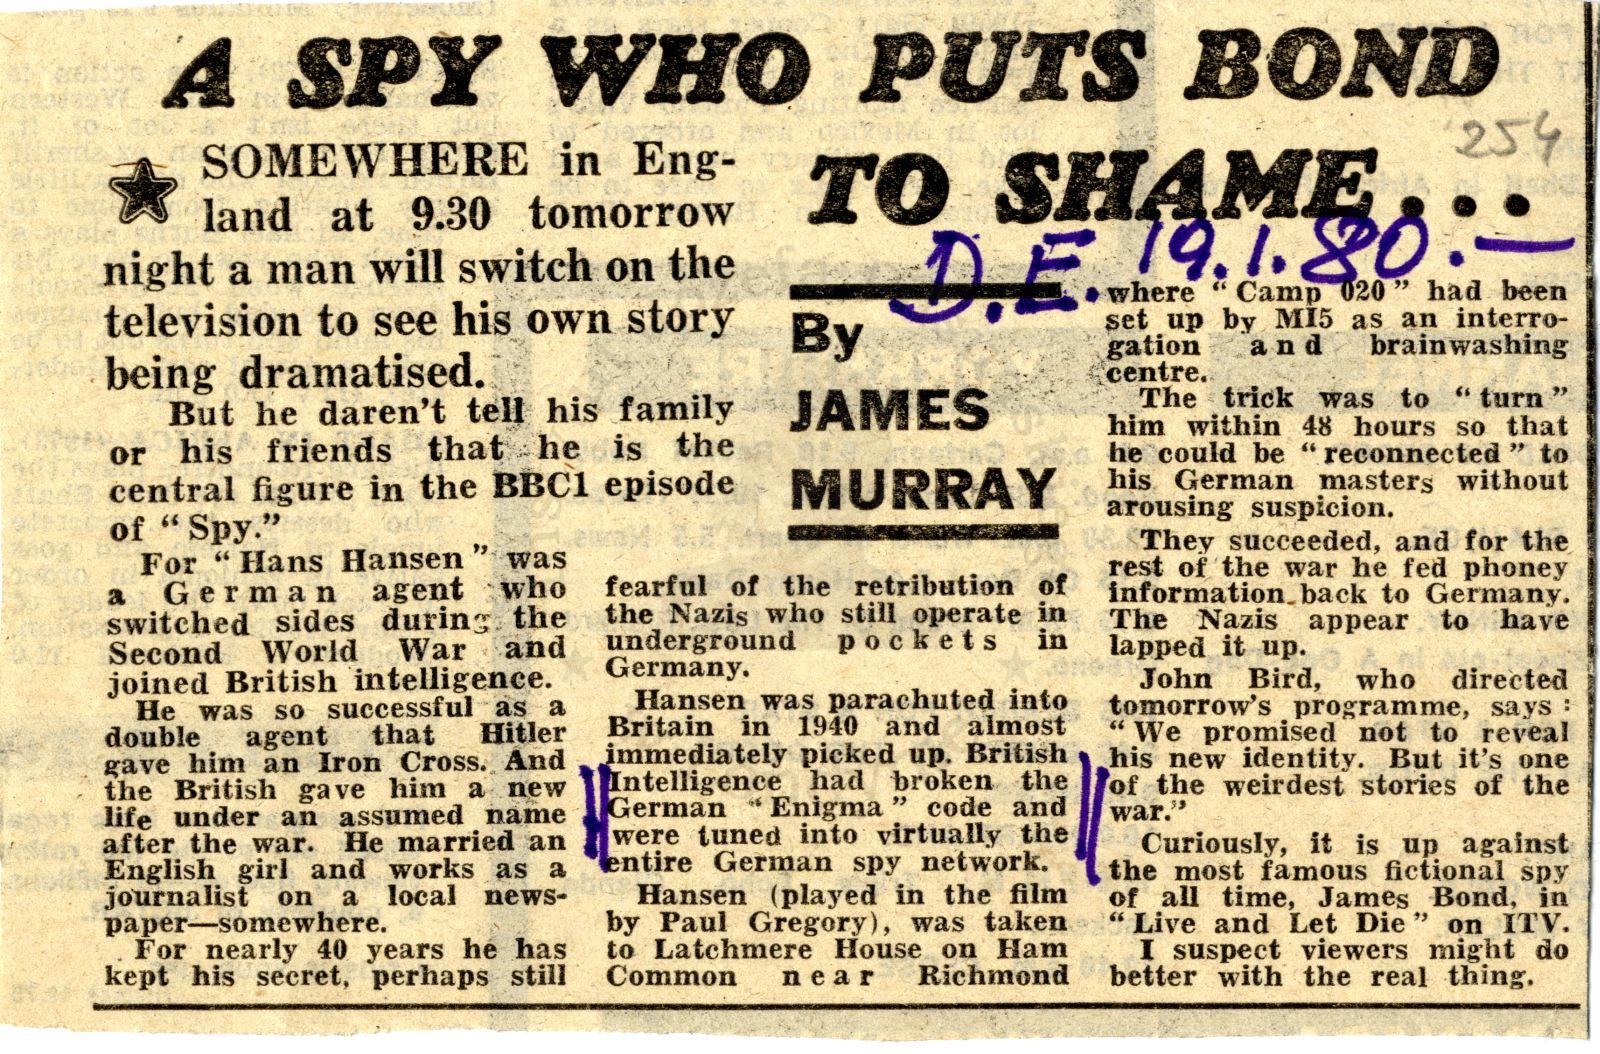 A SPY WHO PUTS BOND
TO SHAME...
254
D.E. 19.1.80.—
By
JAMES
MURRAY
SOMEWHERE in Eng-
land at 9.30 tomorrow
night a man will switch on the
television to see his own story
being dramatised.
But he daren't tell his family
or his friends that he is the
central figure in the BBC1 episode
of "Spy."
For "Hans Hansen" was
a German agent who
switched sides during the
Second World War and
joined British intelligence.
He was so successful as a
double agent that Hitler
gave him an Iron Cross. And
the British gave him a new
life under an assumed name
after the war. He married an
English girl and works as a
journalist on a local news-
paper—somewhere.
For nearly 40 years he has
kept his secret, perhaps still
fearful of the retribution of
the Nazis who still operate in
underground pockets in
Germany.
Hansen was parachuted into
Britain in 1940 and almost
immediately picked up. British
Intelligence had broken the
German "Enigma" code and
were tuned into virtually the
entire German spy network.
Hansen (played in the film
by Paul Gregory), was taken
to Latchmere House on Ham
Common near Richmond
where "Camp 020" had been
set up by MI5 as an interro-
gation and brainwashing
centre.
The trick was to "turn"
him within 48 hours so that
he could be "reconnected" to
his German masters without
arousing suspicion.
They succeeded, and for the
rest of the war he fed phoney
information back to Germany.
The Nazis appear to have
lapped it up.
John Bird, who directed
tomorrow's programme, says:
"We promised not to reveal
his new identity. But it's one
of the weirdest stories of the
war."
Curiously, it is up against
the most famous fictional spy
of all time, James Bond, in
"Live and Let Die" on ITV.
I suspect viewers might do
better with the real thing.